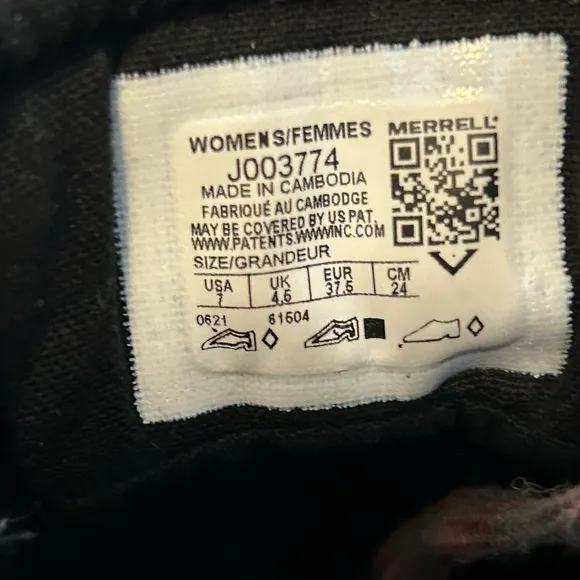 WOMENS/FEMMES
MERRELL
J003774
MADE IN CAMBODIA
FABRIQUÉ AU CAMBODGE
MAY BE COVERED BY US PAT.
WWW.PATENTS.WWWINC.COM
SIZE/GRANDEUR
USA UK EUR CM
7 4.5 37.5 24
0621 61504